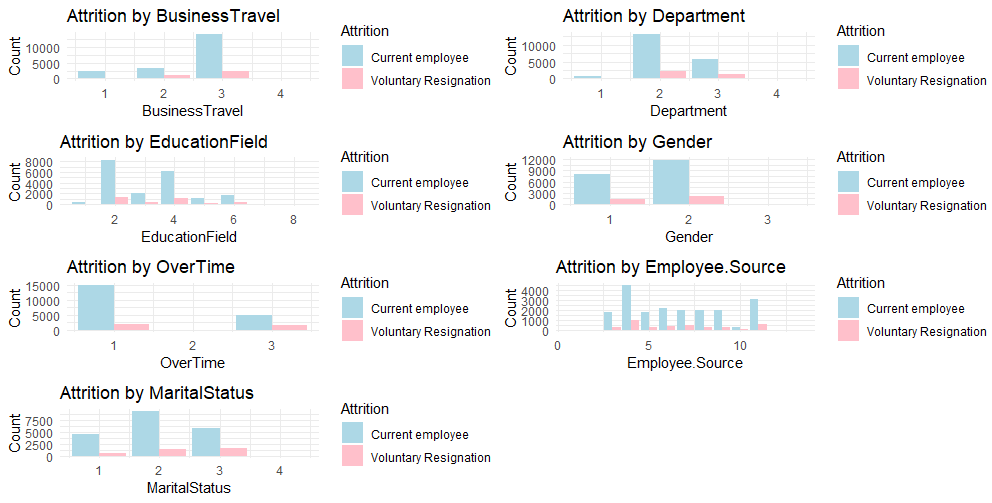 Attrition by BusinessTravel
Count
10000
5000
0
1 2 3 4
BusinessTravel
Attrition
Current employee
Voluntary Resignation
Attrition by Department
Count
10000
5000
0
1 2 3 4
Department
Attrition
Current employee
Voluntary Resignation
Attrition by EducationField
Count
8000
6000
4000
2000
0
2 4 6 8
EducationField
Attrition
Current employee
Voluntary Resignation
Attrition by Gender
Count
12000
9000
6000
3000
0
1 2 3
Gender
Attrition
Current employee
Voluntary Resignation
Attrition by OverTime
Count
15000
10000
5000
0
1 2 3
OverTime
Attrition
Current employee
Voluntary Resignation
Attrition by Employee.Source
Count
4000
3000
2000
1000
0
0 5 10
Employee.Source
Attrition
Current employee
Voluntary Resignation
Attrition by MaritalStatus
Count
7500
5000
2500
0
1 2 3 4
MaritalStatus
Attrition
Current employee
Voluntary Resignation